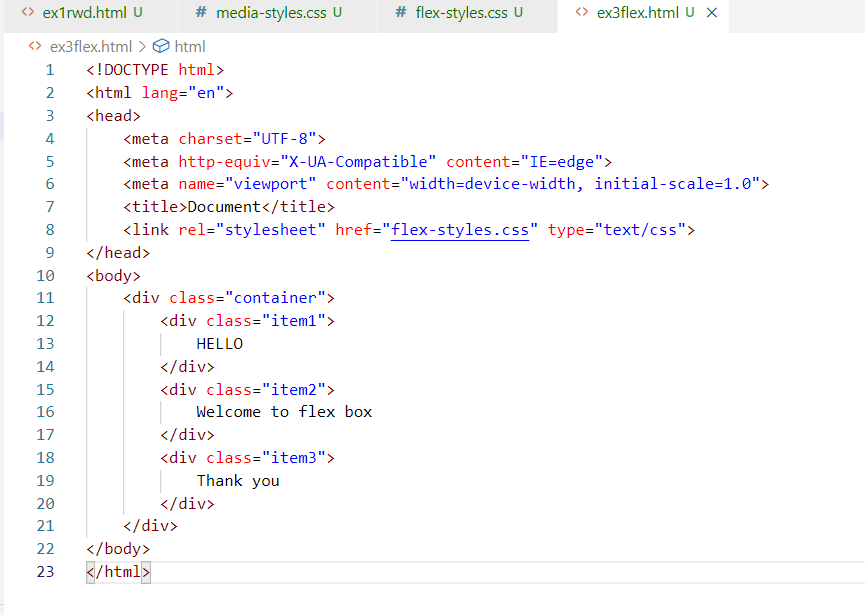 ex1rwd.html U
# media-styles.css U
# flex-styles.css U
<> ex3flex.html U ×
<> ex3flex.html > html
1 <!DOCTYPE html>
2 <html lang="en">
3 <head>
4 <meta charset="UTF-8">
5 <meta http-equiv="X-UA-Compatible" content="IE=edge">
6 <meta name="viewport" content="width=device-width, initial-scale=1.0">
7 <title>Document</title>
8 <link rel="stylesheet" href="flex-styles.css" type="text/css">
9 </head>
10 <body>
11 <div class="container">
12 <div class="item1">
13 HELLO
14 </div>
15 <div class="item2">
16 Welcome to flex box
17 </div>
18 <div class="item3">
19 Thank you
20 </div>
21 </div>
22 </body>
23 </html>